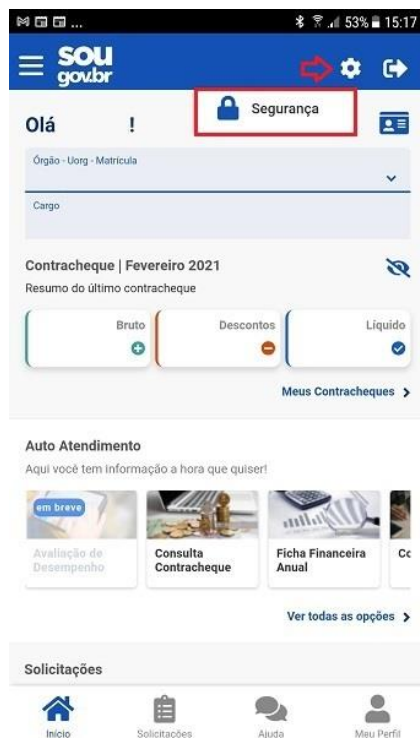 ... 53% 15:17
SOU
gov.br
Segurança
Olá !
Órgão - Uorg - Matrícula
Cargo
Contracheque | Fevereiro 2021
Resumo do último contracheque
Bruto Descontos Líquido
Meus Contracheques
Auto Atendimento
Aqui você tem informação a hora que quiser!
em breve
Avaliação de Desempenho
Consulta Contracheque
Ficha Financeira Anual
Co
Ver todas as opções
Solicitações
Início Solicitações Ajuda Meu Perfil